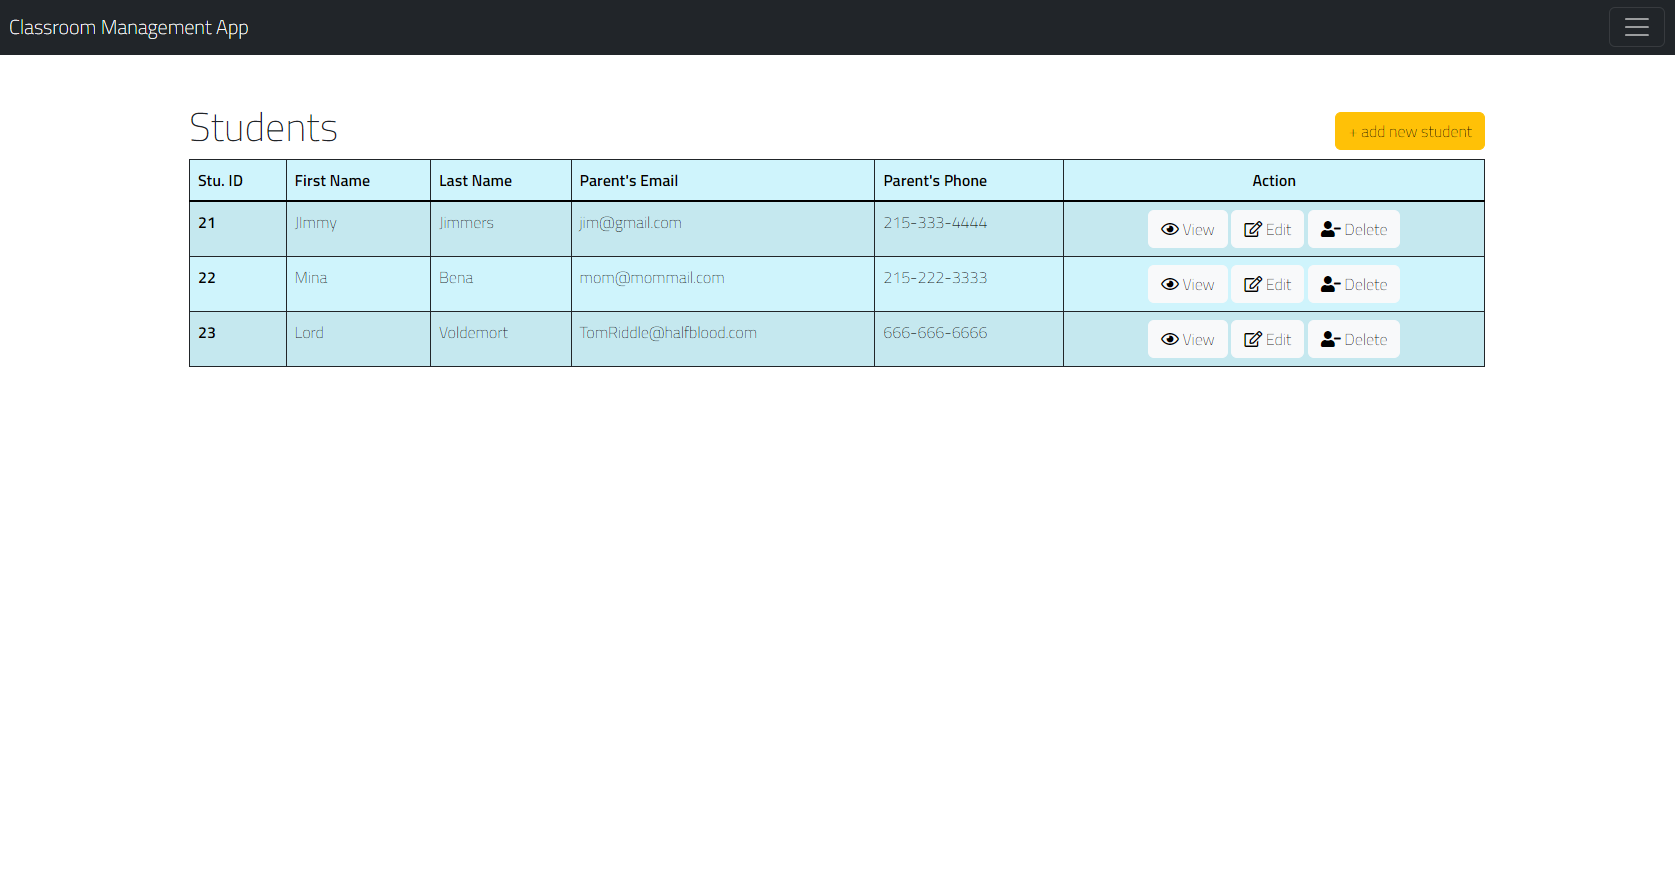 Classroom Management App
Students
+ add new student
Stu. ID First Name Last Name Parent's Email Parent's Phone Action
21 JImmy Jimmers jim@gmail.com 215-333-4444 View Edit Delete
22 Mina Bena mom@mommail.com 215-222-3333 View Edit Delete
23 Lord Voldemort TomRiddle@halfblood.com 666-666-6666 View Edit Delete